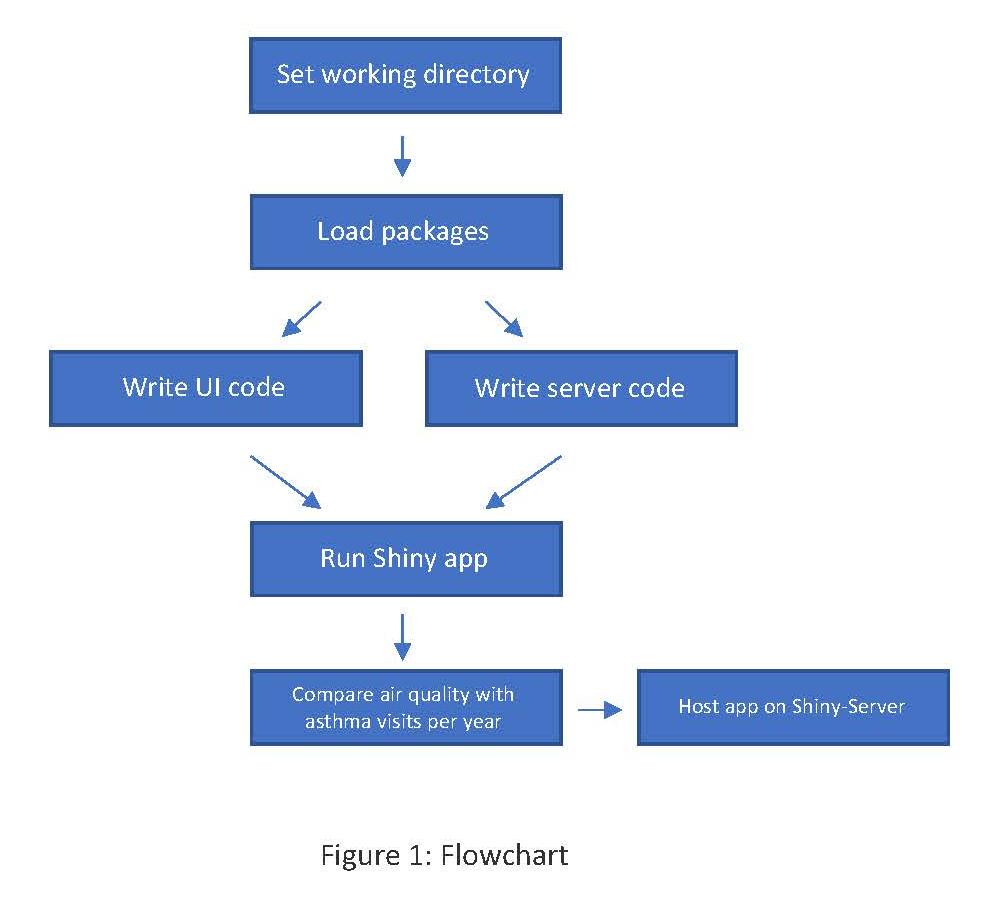 Set working directory
Load packages
Write UI code
Write server code
Run Shiny app
Compare air quality with
asthma visits per year
Host app on Shiny-Server
Figure 1: Flowchart